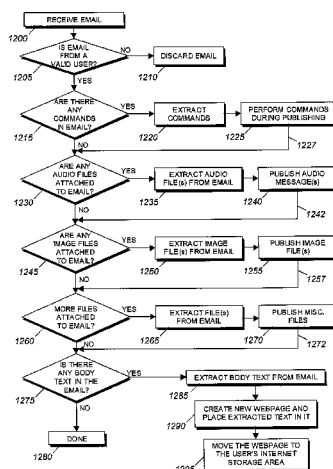 RECEIVE EMAIL
1200
IS EMAIL
FROM A
VALID USER?
NO
DISCARD EMAIL
1205
1210
YES
ARE THERE
ANY
COMMANDS
IN EMAIL?
YES
EXTRACT
COMMANDS
PERFORM COMMANDS
DURING PUBLISHING
1215
1220
1225
1227
NO
ARE ANY
AUDIO FILES
ATTACHED
TO EMAIL?
YES
EXTRACT AUDIO
FILE(s) FROM EMAIL
PUBLISH AUDIO
MESSAGE(s)
1230
1235
1240
1242
NO
ARE ANY
IMAGE FILES
ATTACHED
TO EMAIL?
YES
EXTRACT IMAGE
FILE(s) FROM EMAIL
PUBLISH IMAGE
FILE(s)
1245
1250
1255
1257
NO
MORE FILES
ATTACHED
TO EMAIL?
YES
EXTRACT FILE(s)
FROM EMAIL
PUBLISH MISC.
FILES
1260
1265
1270
1272
NO
IS THERE
ANY BODY
TEXT IN THE
EMAIL?
YES
EXTRACT BODY TEXT FROM EMAIL
1275
1285
NO
CREATE NEW WEBPAGE AND
PLACE EXTRACTED TEXT IN IT
1290
DONE
1280
MOVE THE WEBPAGE TO
THE USER'S INTERNET
STORAGE AREA
1295